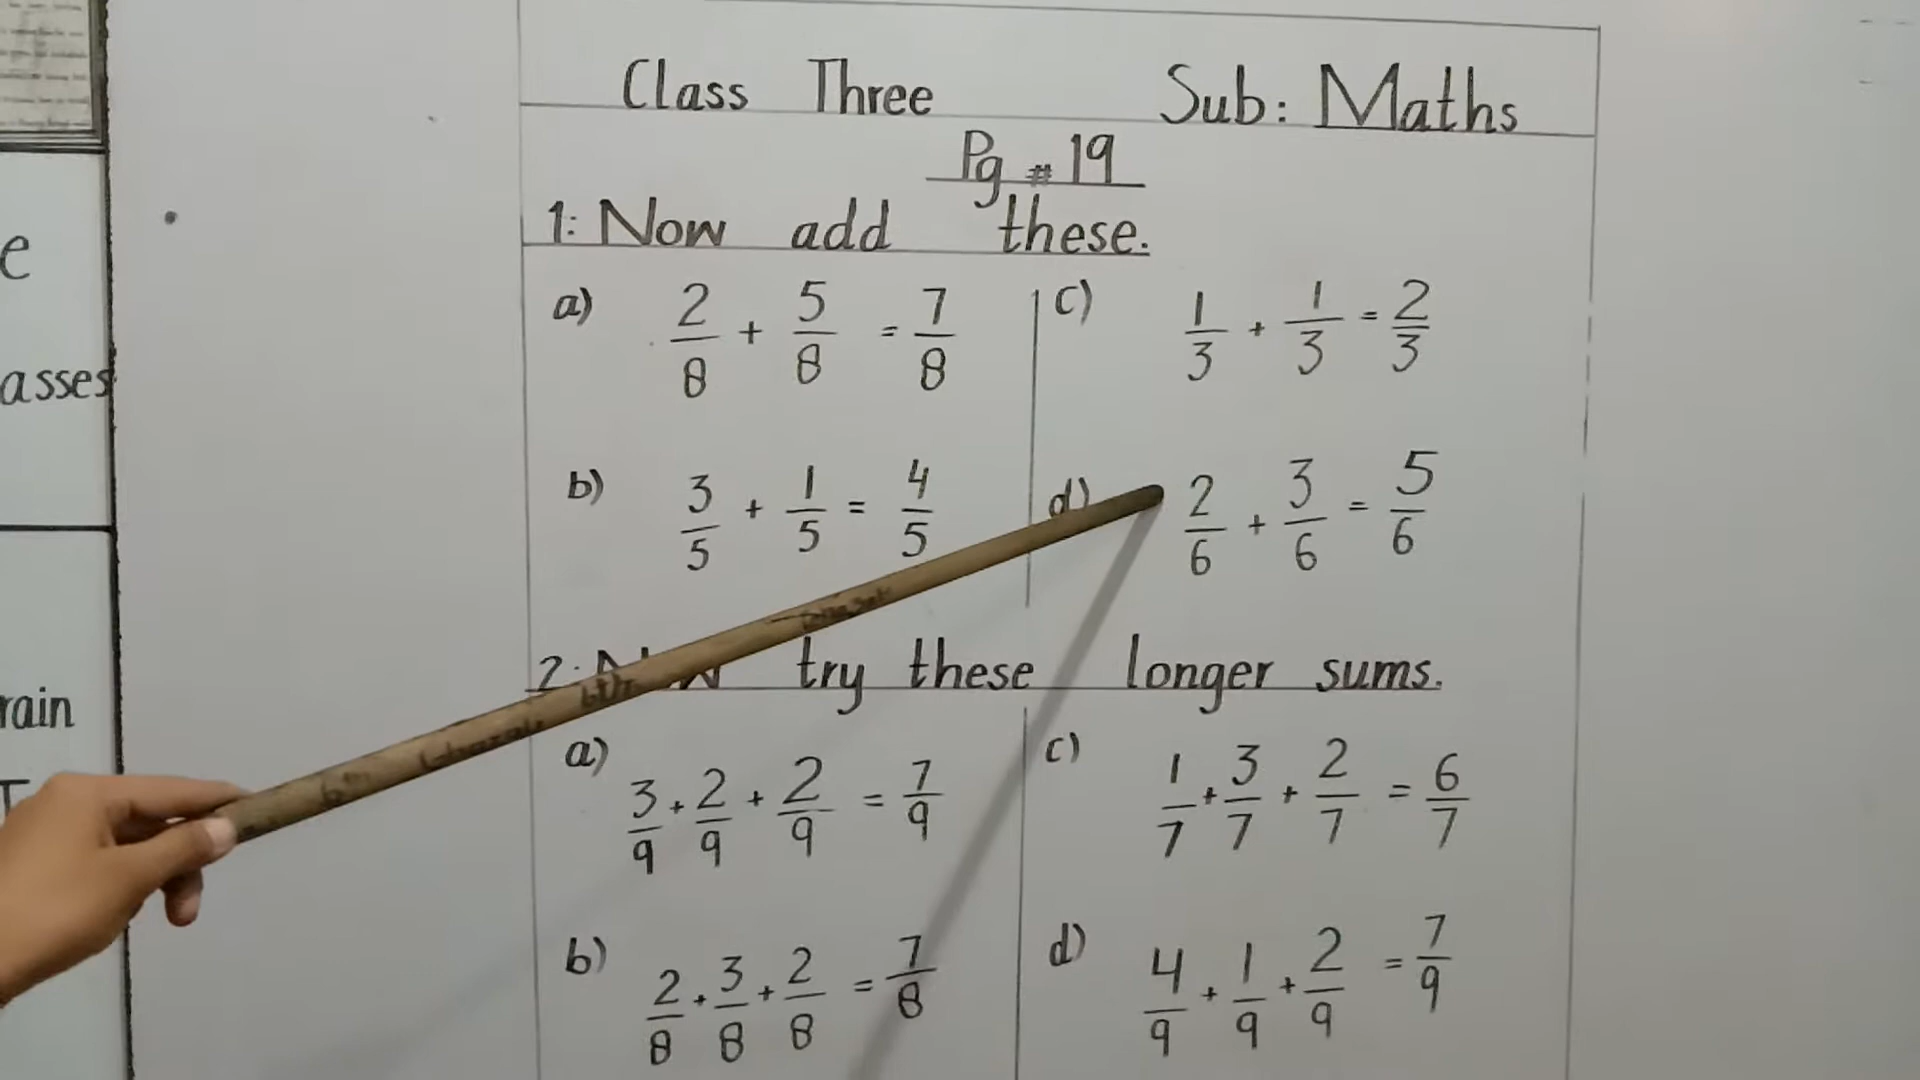 Class Three Sub: Maths
Pg # 19
1: Now add these.
a) 2/8 + 5/8 = 7/8
c) 1/3 + 1/3 = 2/3
b) 3/5 + 1/5 = 4/5
d) 2/6 + 3/6 = 5/6
2: Now try these longer sums.
a) 3/9 + 2/9 + 2/9 = 7/9
c) 1/7 + 3/7 + 2/7 = 6/7
b) 2/8 + 3/8 + 2/8 = 7/8
d) 4/9 + 1/9 + 2/9 = 7/9
e
asses
rain